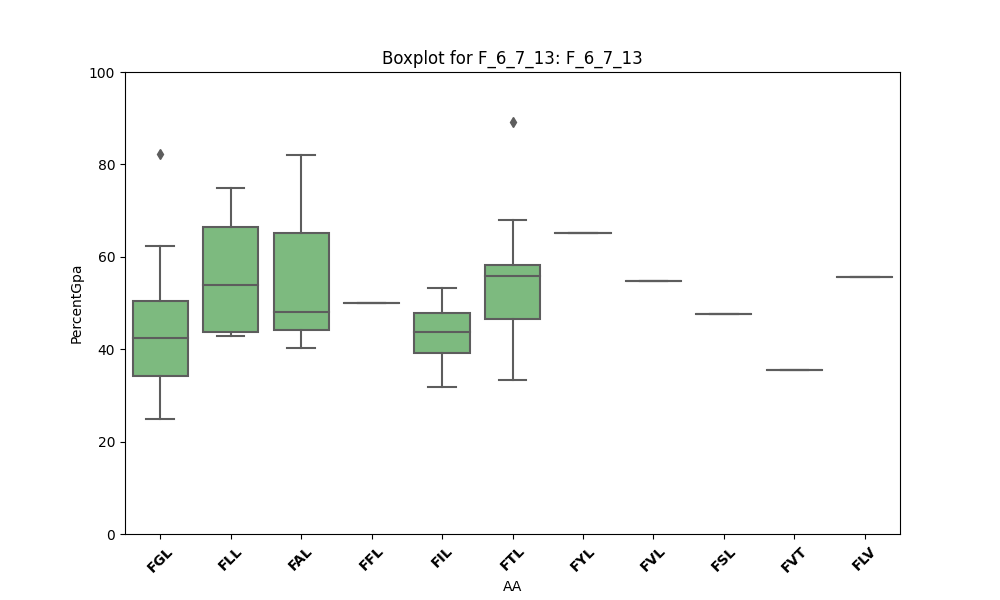 Boxplot for F_6_7_13: F_6_7_13
100
80
60
40
20
0
PercentGpa
FGL
FLL
FAL
FFL
FIL
FTL
FYL
FVL
FSL
FVT
FLV
AA